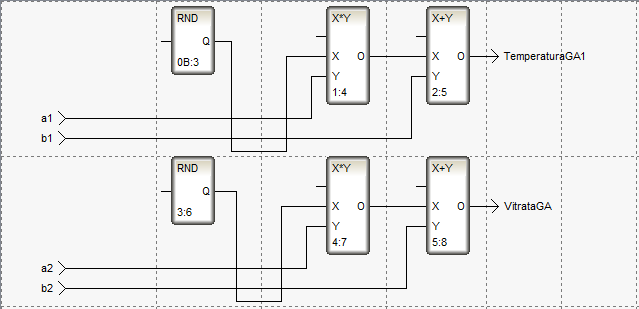 RND
Q
0B:3
X*Y
X O
Y
1:4
X+Y
X O
Y
2:5
TemperaturaGA1
a1
b1
RND
Q
3:6
X*Y
X O
Y
4:7
X+Y
X O
Y
5:8
VitrataGA
a2
b2